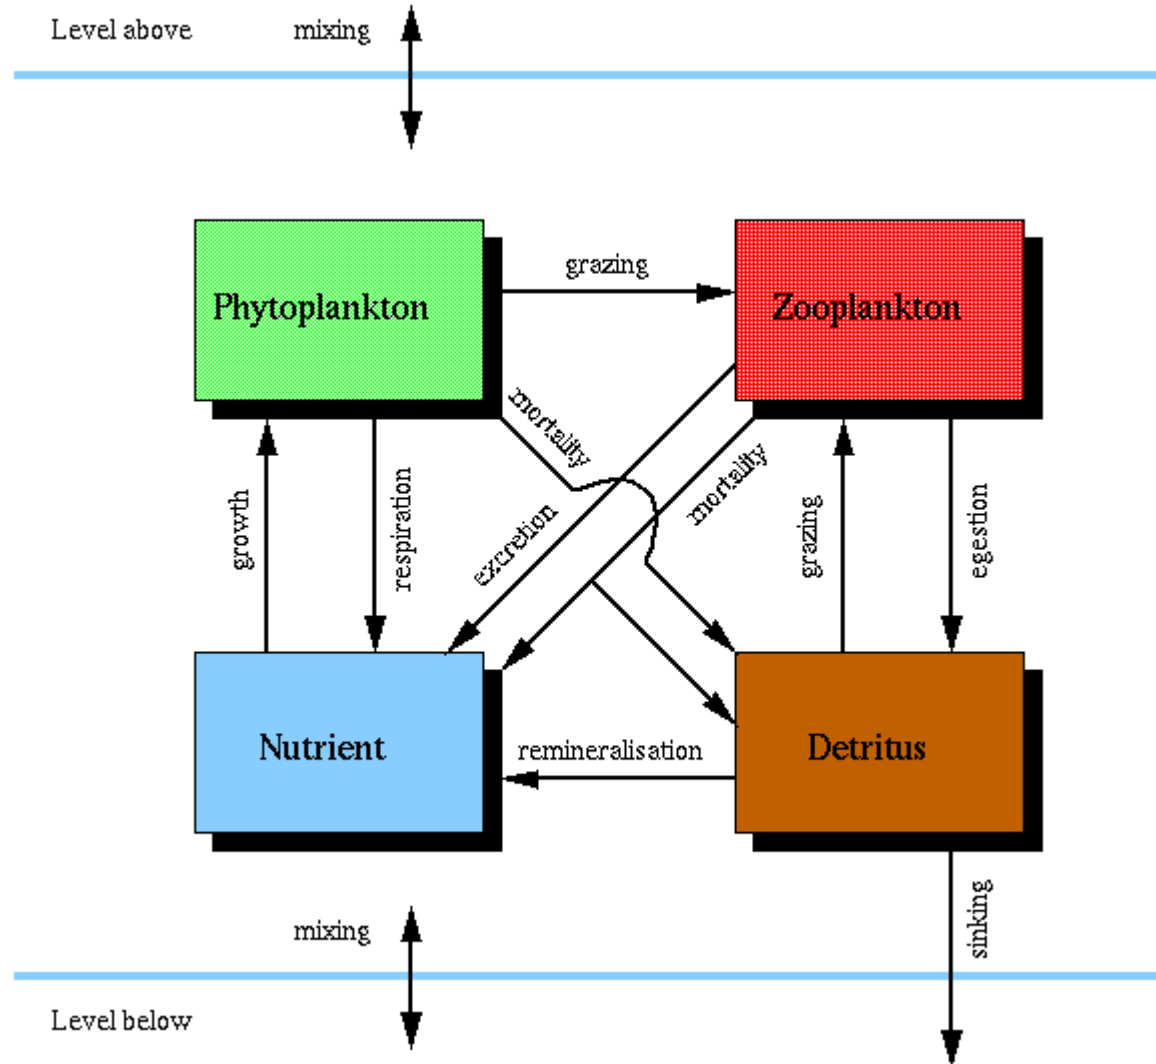 Level above
mixing
Phytoplankton
grazing
Zooplankton
mortality
mortality
growth
respiration
excretion
grazing
egestion
Nutrient
remineralisation
Detritus
mixing
sinking
Level below